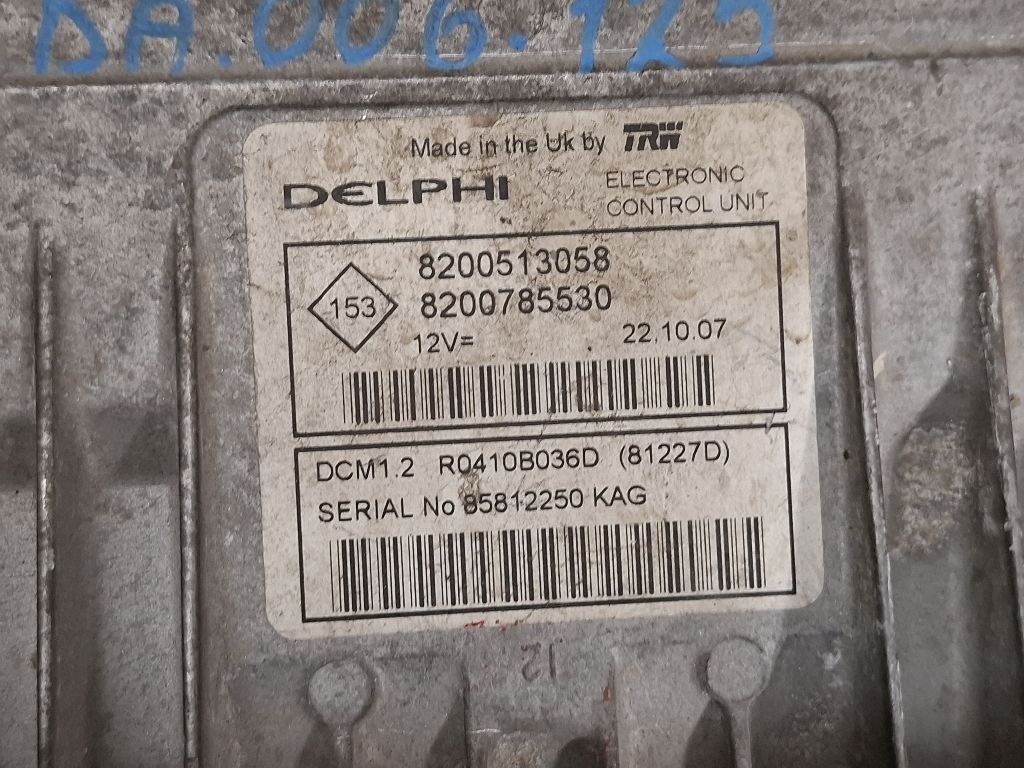 DA.006.125
Made in the Uk by TRW
DELPHI
ELECTRONIC
CONTROL UNIT
8200513058
153
8200785530
12V=
22.10.07
DCM1.2 R0410B036D (81227D)
SERIAL No 85812250 KAG
12